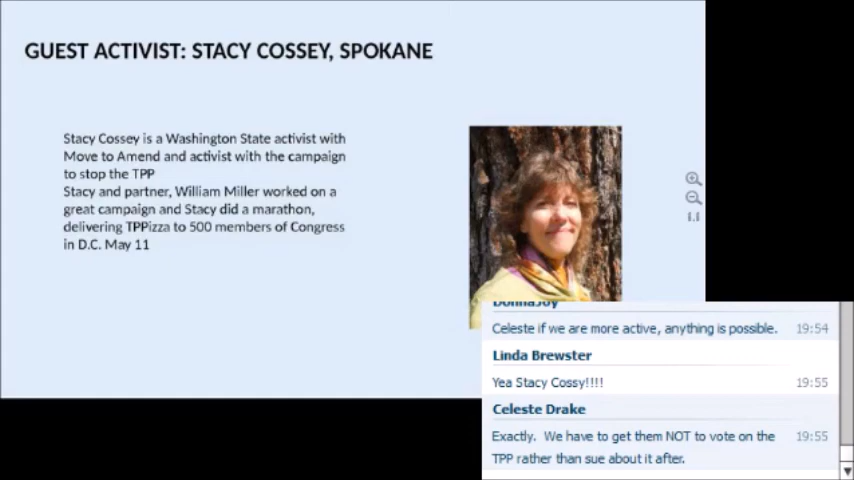 GUEST ACTIVIST: STACY COSSEY, SPOKANE
Stacy Cossey is a Washington State activist with
Move to Amend and activist with the campaign
to stop the TPP
Stacy and partner, William Miller worked on a
great campaign and Stacy did a marathon,
delivering TPPizza to 500 members of Congress
in D.C. May 11
DonnaJoy
Celeste if we are more active, anything is possible. 19:54
Linda Brewster
Yea Stacy Cossy!!!! 19:55
Celeste Drake
Exactly. We have to get them NOT to vote on the 19:55
TPP rather than sue about it after.